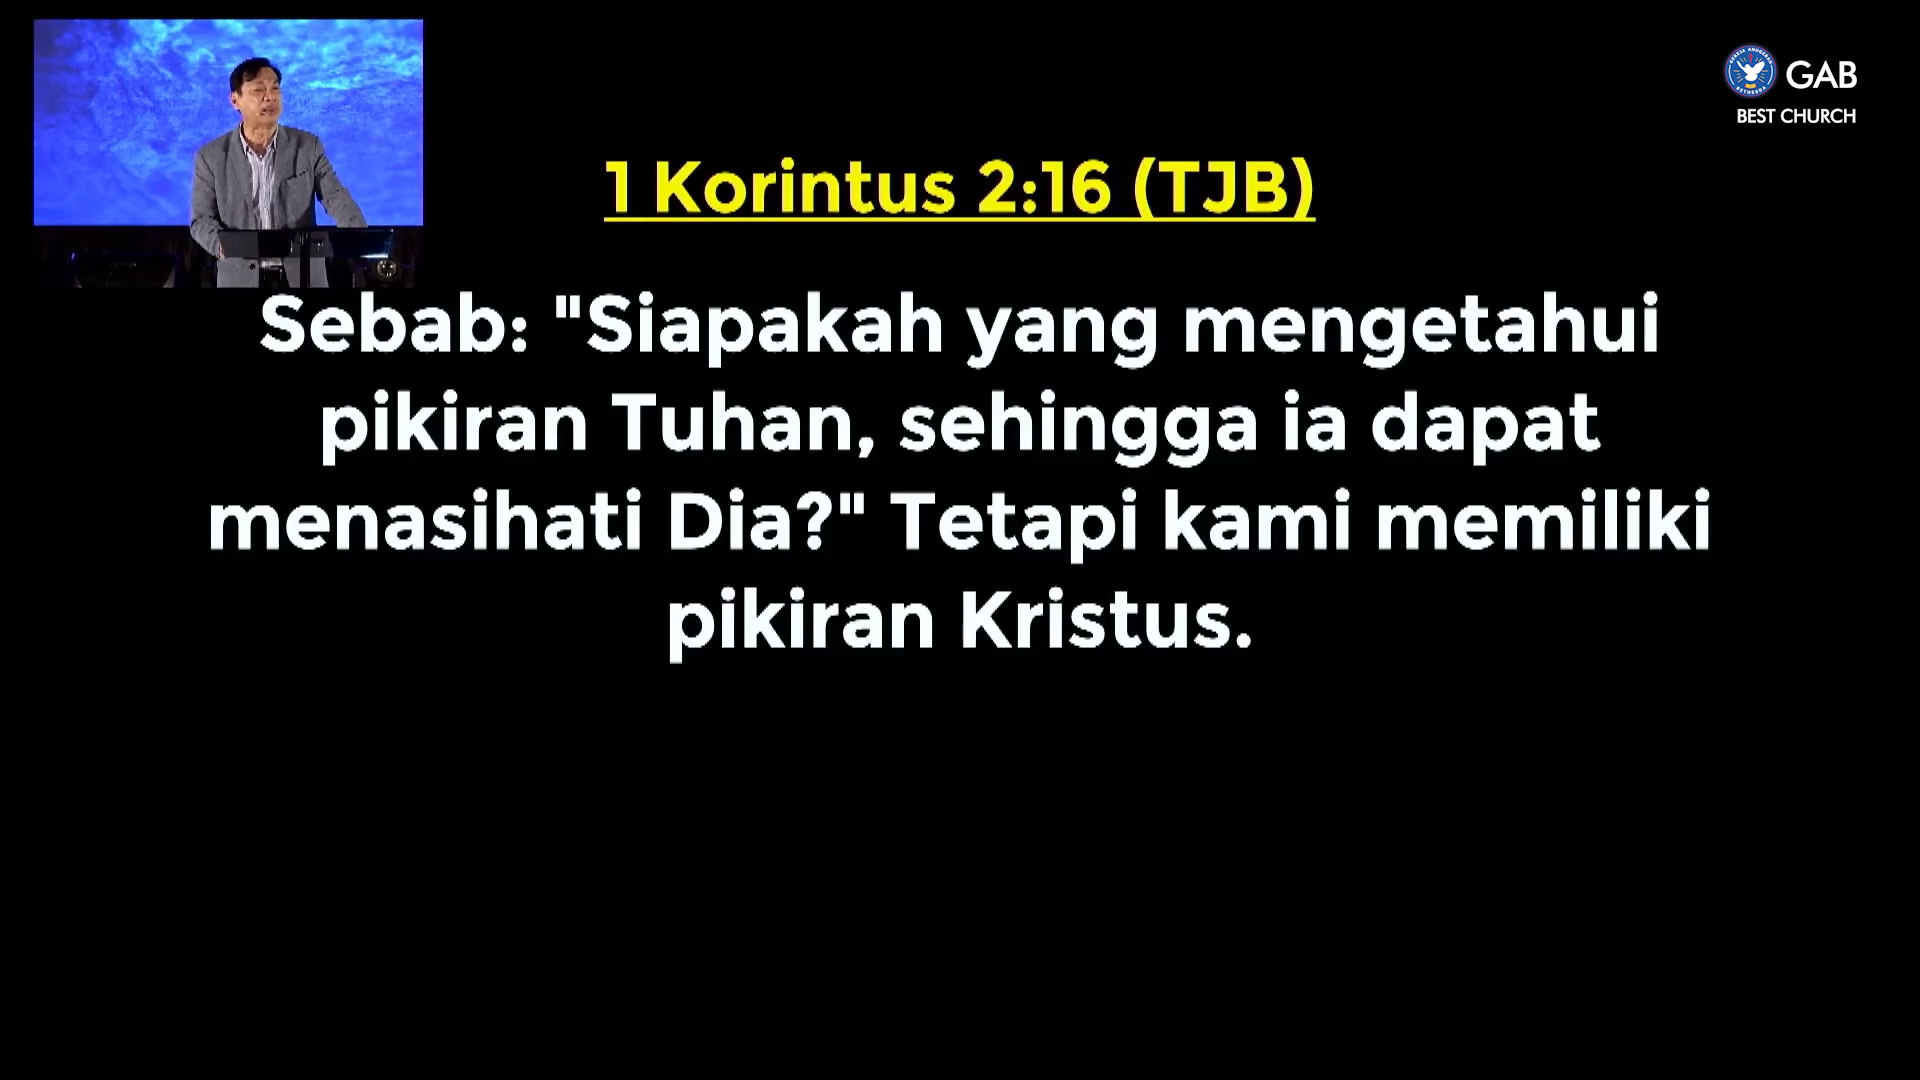 GAB
BEST CHURCH
1 Korintus 2:16 (TJB)
Sebab: "Siapakah yang mengetahui
pikiran Tuhan, sehingga ia dapat
menasihati Dia?" Tetapi kami memiliki
pikiran Kristus.